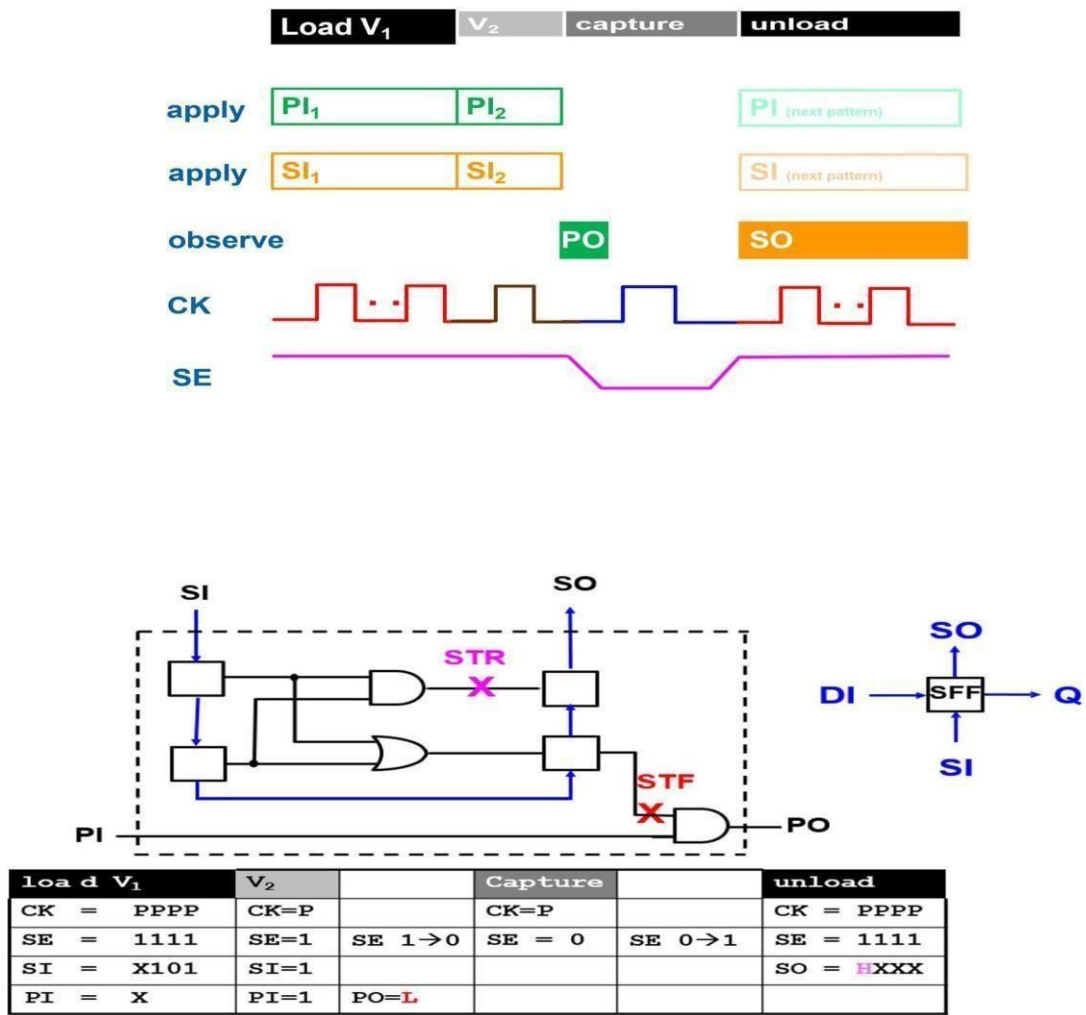 Load V₁ V₂ capture unload
apply PI₁ PI₂ PI (next pattern)
apply SI₁ SI₂ SI (next pattern)
observe PO SO
CK
SE
SI SO
STR
SO
DI SFF Q
SI
STF
PI PO
loa d V₁ V₂ Capture unload
CK = PPPP CK=P CK=P CK = PPPP
SE = 1111 SE=1 SE 1→0 SE = 0 SE 0→1 SE = 1111
SI = X101 SI=1 SO = HXXX
PI = X PI=1 PO=L